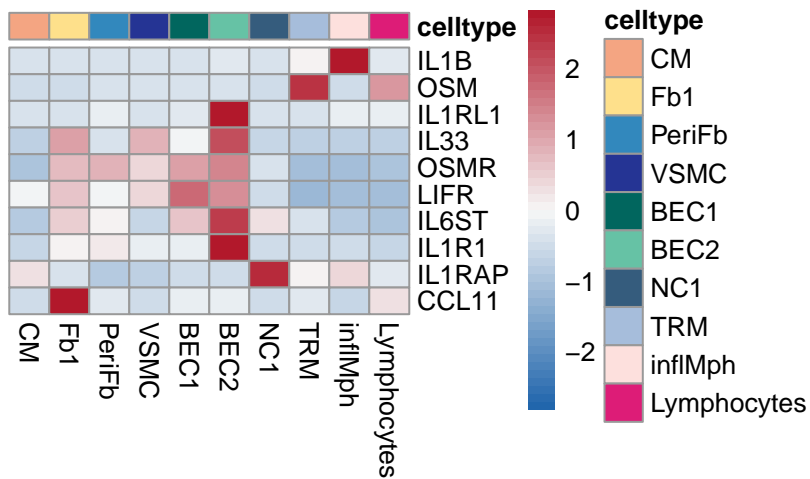 celltype
IL1B
OSM
IL1RL1
IL33
OSMR
LIFR
IL6ST
IL1R1
IL1RAP
CCL11
CM
Fb1
PeriFb
VSMC
BEC1
BEC2
NC1
TRM
inflMph
Lymphocytes
2
1
0
−1
−2
celltype
CM
Fb1
PeriFb
VSMC
BEC1
BEC2
NC1
TRM
inflMph
Lymphocytes